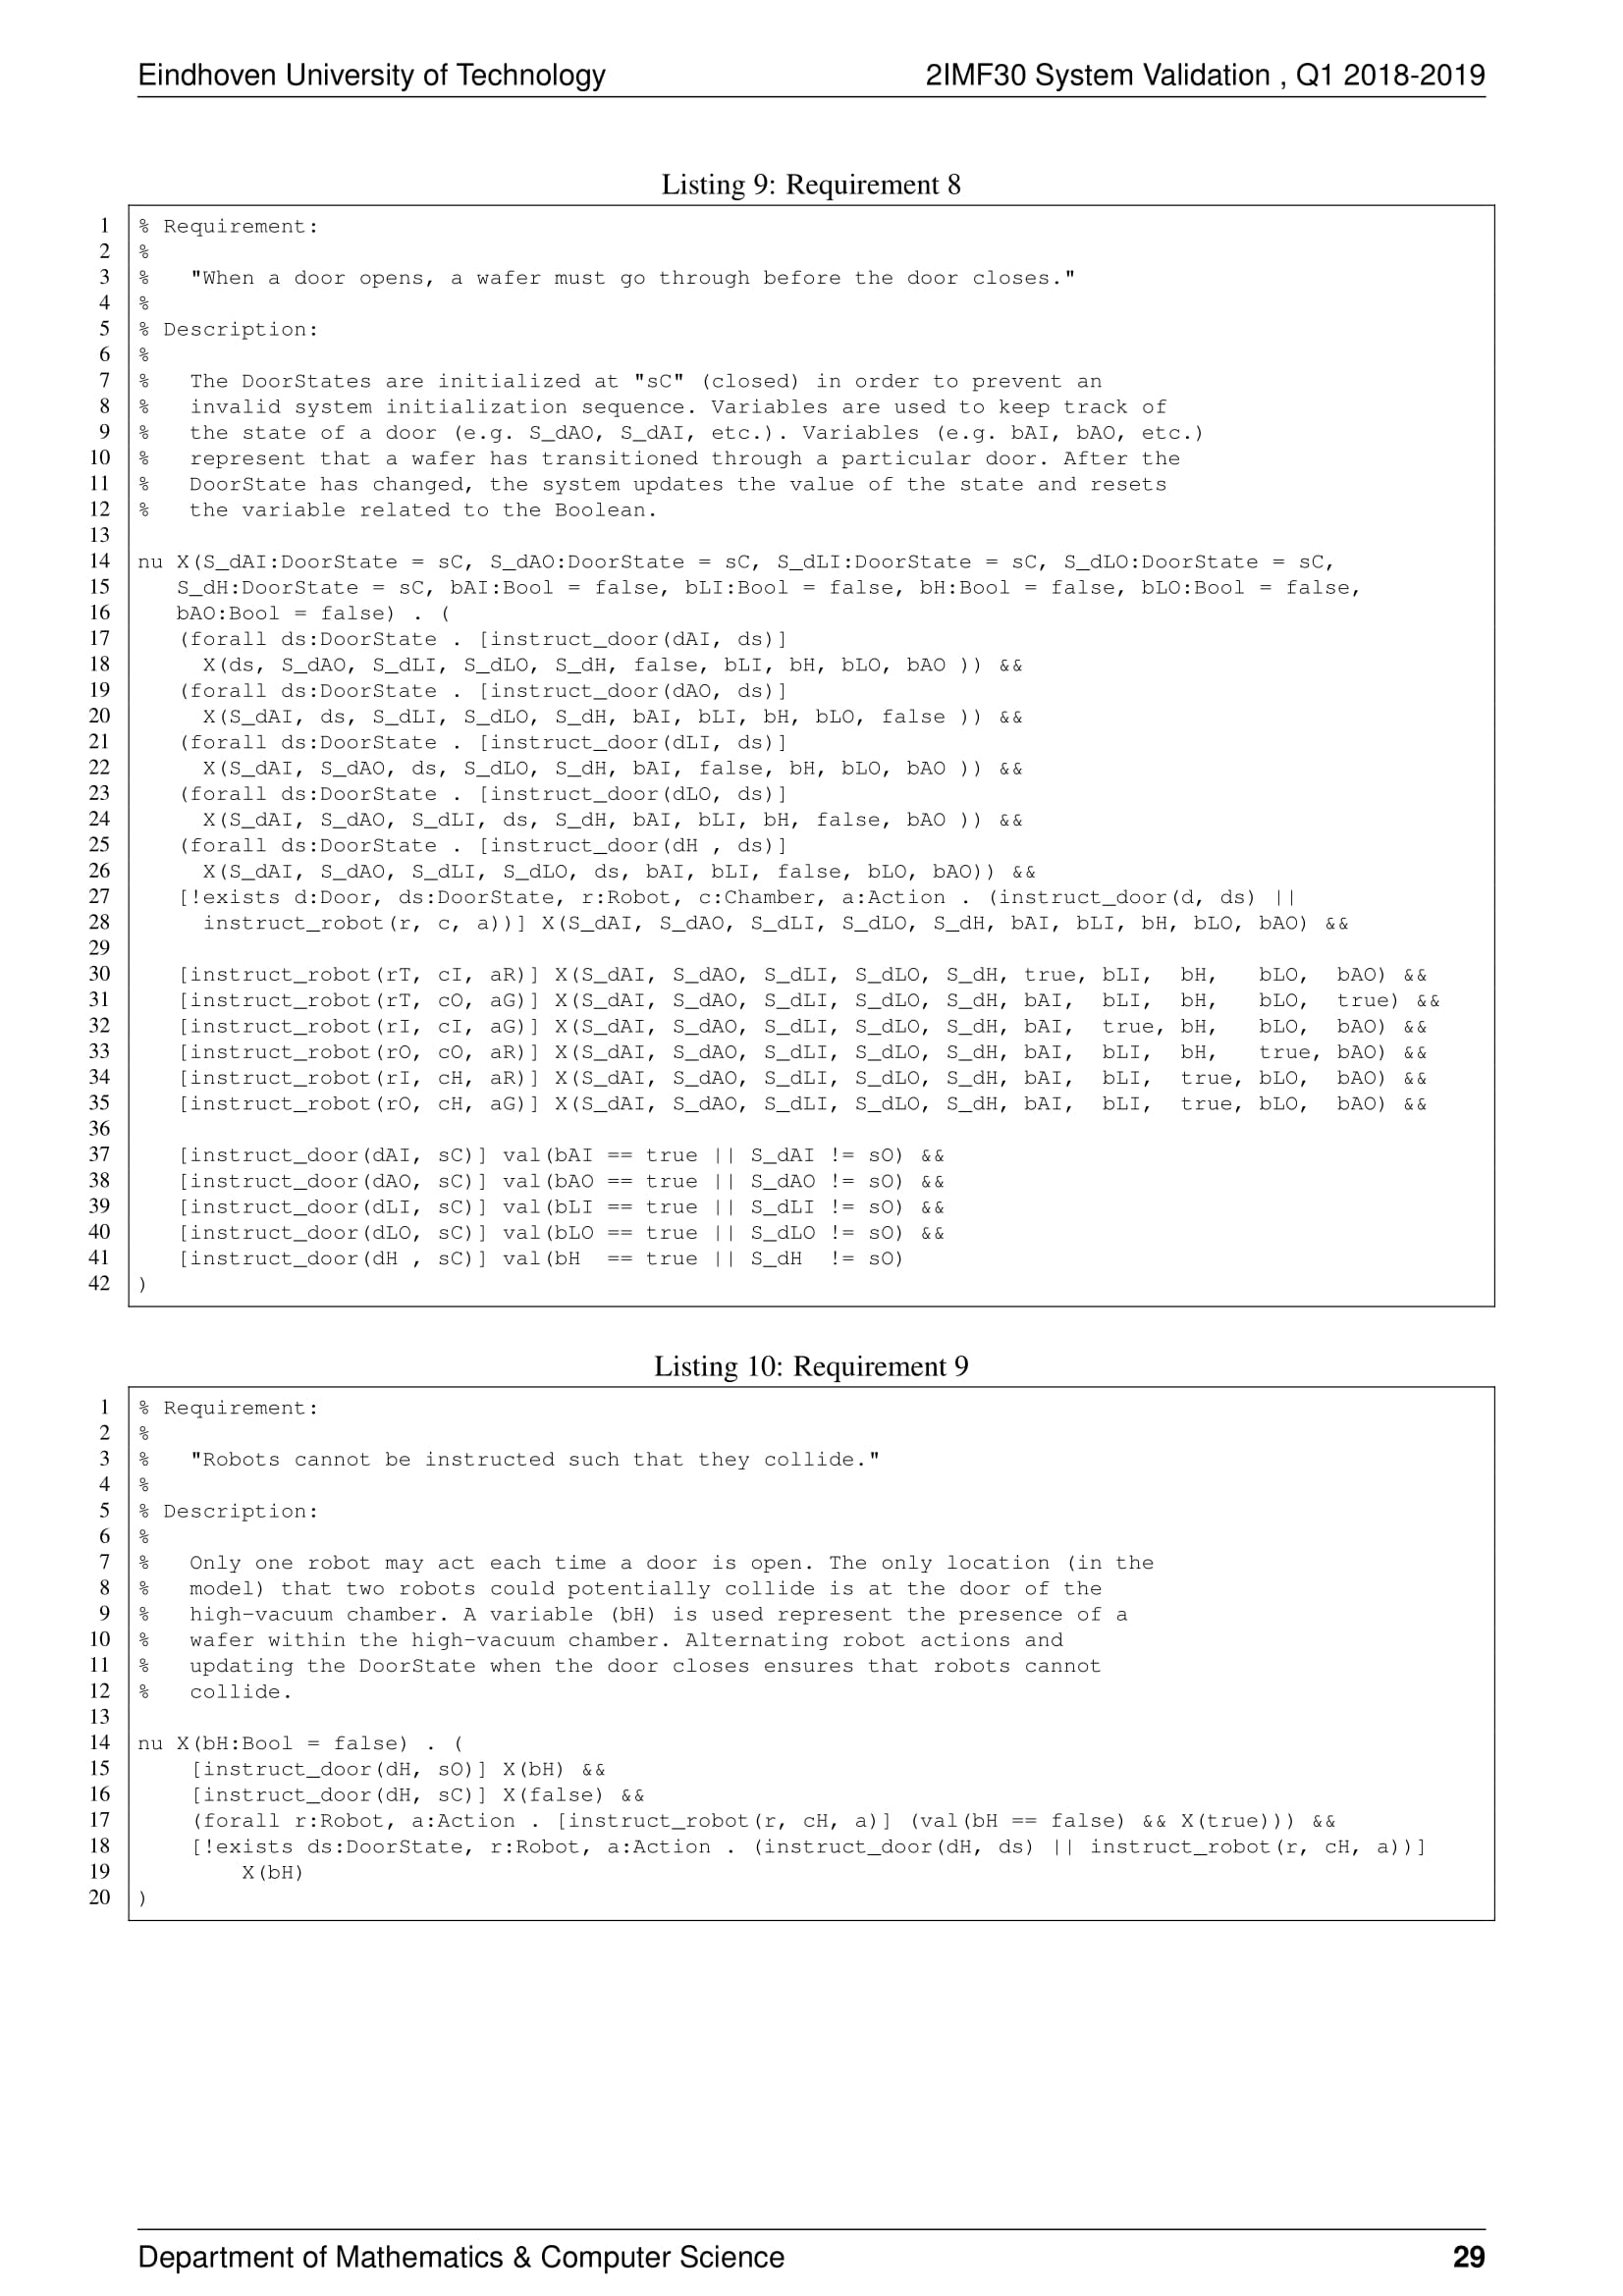 Eindhoven University of Technology 2IMF30 System Validation , Q1 2018-2019
Listing 9: Requirement 8
1 % Requirement:
2 %
3 %   "When a door opens, a wafer must go through before the door closes."
4 %
5 % Description:
6 %
7 %   The DoorStates are initialized at "sC" (closed) in order to prevent an
8 %   invalid system initialization sequence. Variables are used to keep track of
9 %   the state of a door (e.g. S_dAO, S_dAI, etc.). Variables (e.g. bAI, bAO, etc.)
10 %   represent that a wafer has transitioned through a particular door. After the
11 %   DoorState has changed, the system updates the value of the state and resets
12 %   the variable related to the Boolean.
13
14 nu X(S_dAI:DoorState = sC, S_dAO:DoorState = sC, S_dLI:DoorState = sC, S_dLO:DoorState = sC,
15    S_dH:DoorState = sC, bAI:Bool = false, bLI:Bool = false, bH:Bool = false, bLO:Bool = false,
16    bAO:Bool = false) . (
17    (forall ds:DoorState . [instruct_door(dAI, ds)]
18      X(ds, S_dAO, S_dLI, S_dLO, S_dH, false, bLI, bH, bLO, bAO )) &&
19    (forall ds:DoorState . [instruct_door(dAO, ds)]
20      X(S_dAI, ds, S_dLI, S_dLO, S_dH, bAI, bLI, bH, bLO, false )) &&
21    (forall ds:DoorState . [instruct_door(dLI, ds)]
22      X(S_dAI, S_dAO, ds, S_dLO, S_dH, bAI, false, bH, bLO, bAO )) &&
23    (forall ds:DoorState . [instruct_door(dLO, ds)]
24      X(S_dAI, S_dAO, S_dLI, ds, S_dH, bAI, bLI, bH, false, bAO )) &&
25    (forall ds:DoorState . [instruct_door(dH , ds)]
26      X(S_dAI, S_dAO, S_dLI, S_dLO, ds, bAI, bLI, false, bLO, bAO)) &&
27    [!exists d:Door, ds:DoorState, r:Robot, c:Chamber, a:Action . (instruct_door(d, ds) ||
28      instruct_robot(r, c, a))] X(S_dAI, S_dAO, S_dLI, S_dLO, S_dH, bAI, bLI, bH, bLO, bAO) &&
29
30    [instruct_robot(rT, cI, aR)] X(S_dAI, S_dAO, S_dLI, S_dLO, S_dH, true, bLI,  bH,   bLO,  bAO) &&
31    [instruct_robot(rT, cO, aG)] X(S_dAI, S_dAO, S_dLI, S_dLO, S_dH, bAI,  bLI,  bH,   bLO,  true) &&
32    [instruct_robot(rI, cI, aG)] X(S_dAI, S_dAO, S_dLI, S_dLO, S_dH, bAI,  true, bH,   bLO,  bAO) &&
33    [instruct_robot(rO, cO, aR)] X(S_dAI, S_dAO, S_dLI, S_dLO, S_dH, bAI,  bLI,  bH,   true, bAO) &&
34    [instruct_robot(rI, cH, aR)] X(S_dAI, S_dAO, S_dLI, S_dLO, S_dH, bAI,  bLI,  true, bLO,  bAO) &&
35    [instruct_robot(rO, cH, aG)] X(S_dAI, S_dAO, S_dLI, S_dLO, S_dH, bAI,  bLI,  true, bLO,  bAO) &&
36
37    [instruct_door(dAI, sC)] val(bAI == true || S_dAI != sO) &&
38    [instruct_door(dAO, sC)] val(bAO == true || S_dAO != sO) &&
39    [instruct_door(dLI, sC)] val(bLI == true || S_dLI != sO) &&
40    [instruct_door(dLO, sC)] val(bLO == true || S_dLO != sO) &&
41    [instruct_door(dH , sC)] val(bH  == true || S_dH  != sO)
42 )
Listing 10: Requirement 9
1 % Requirement:
2 %
3 %   "Robots cannot be instructed such that they collide."
4 %
5 % Description:
6 %
7 %   Only one robot may act each time a door is open. The only location (in the
8 %   model) that two robots could potentially collide is at the door of the
9 %   high-vacuum chamber. A variable (bH) is used represent the presence of a
10 %   wafer within the high-vacuum chamber. Alternating robot actions and
11 %   updating the DoorState when the door closes ensures that robots cannot
12 %   collide.
13
14 nu X(bH:Bool = false) . (
15     [instruct_door(dH, sO)] X(bH) &&
16     [instruct_door(dH, sC)] X(false) &&
17     (forall r:Robot, a:Action . [instruct_robot(r, cH, a)] (val(bH == false) && X(true))) &&
18     [!exists ds:DoorState, r:Robot, a:Action . (instruct_door(dH, ds) || instruct_robot(r, cH, a))]
19         X(bH)
20 )
Department of Mathematics & Computer Science 29